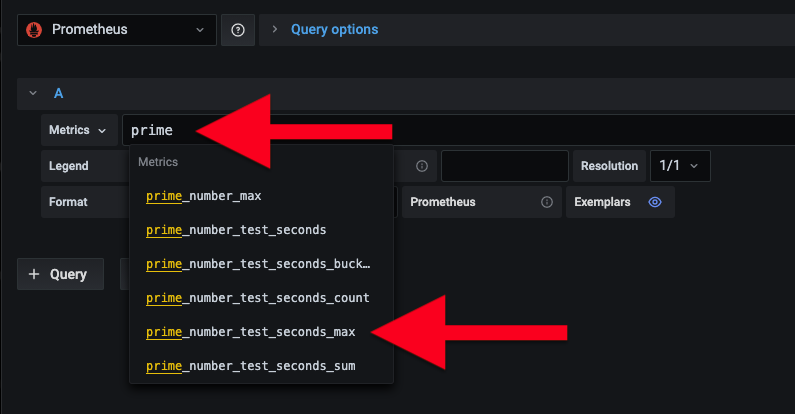 Prometheus
Query options
A
Metrics
prime
Legend
Resolution
1/1
Format
Prometheus
Exemplars
Metrics
prime_number_max
prime_number_test_seconds
prime_number_test_seconds_buck...
prime_number_test_seconds_count
prime_number_test_seconds_max
prime_number_test_seconds_sum
+ Query